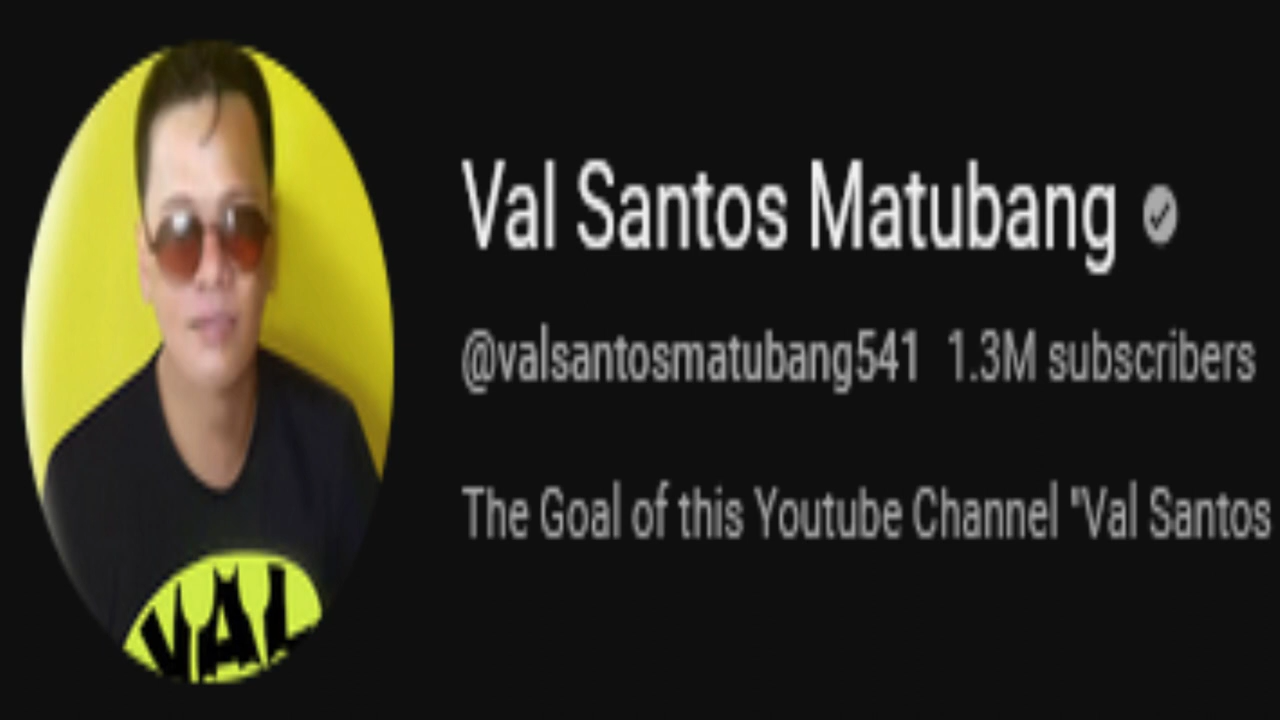 Val Santos Matubang
@valsantosmatubang541 1.3M subscribers
The Goal of this Youtube Channel "Val Santos
VAL